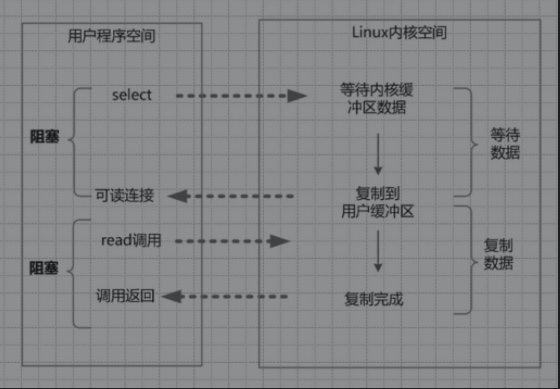 用户程序空间
Linux内核空间
select
等待内核缓
冲区数据
阻塞
等待
数据
可读连接
复制到
用户缓冲区
read调用
阻塞
复制
数据
调用返回
复制完成